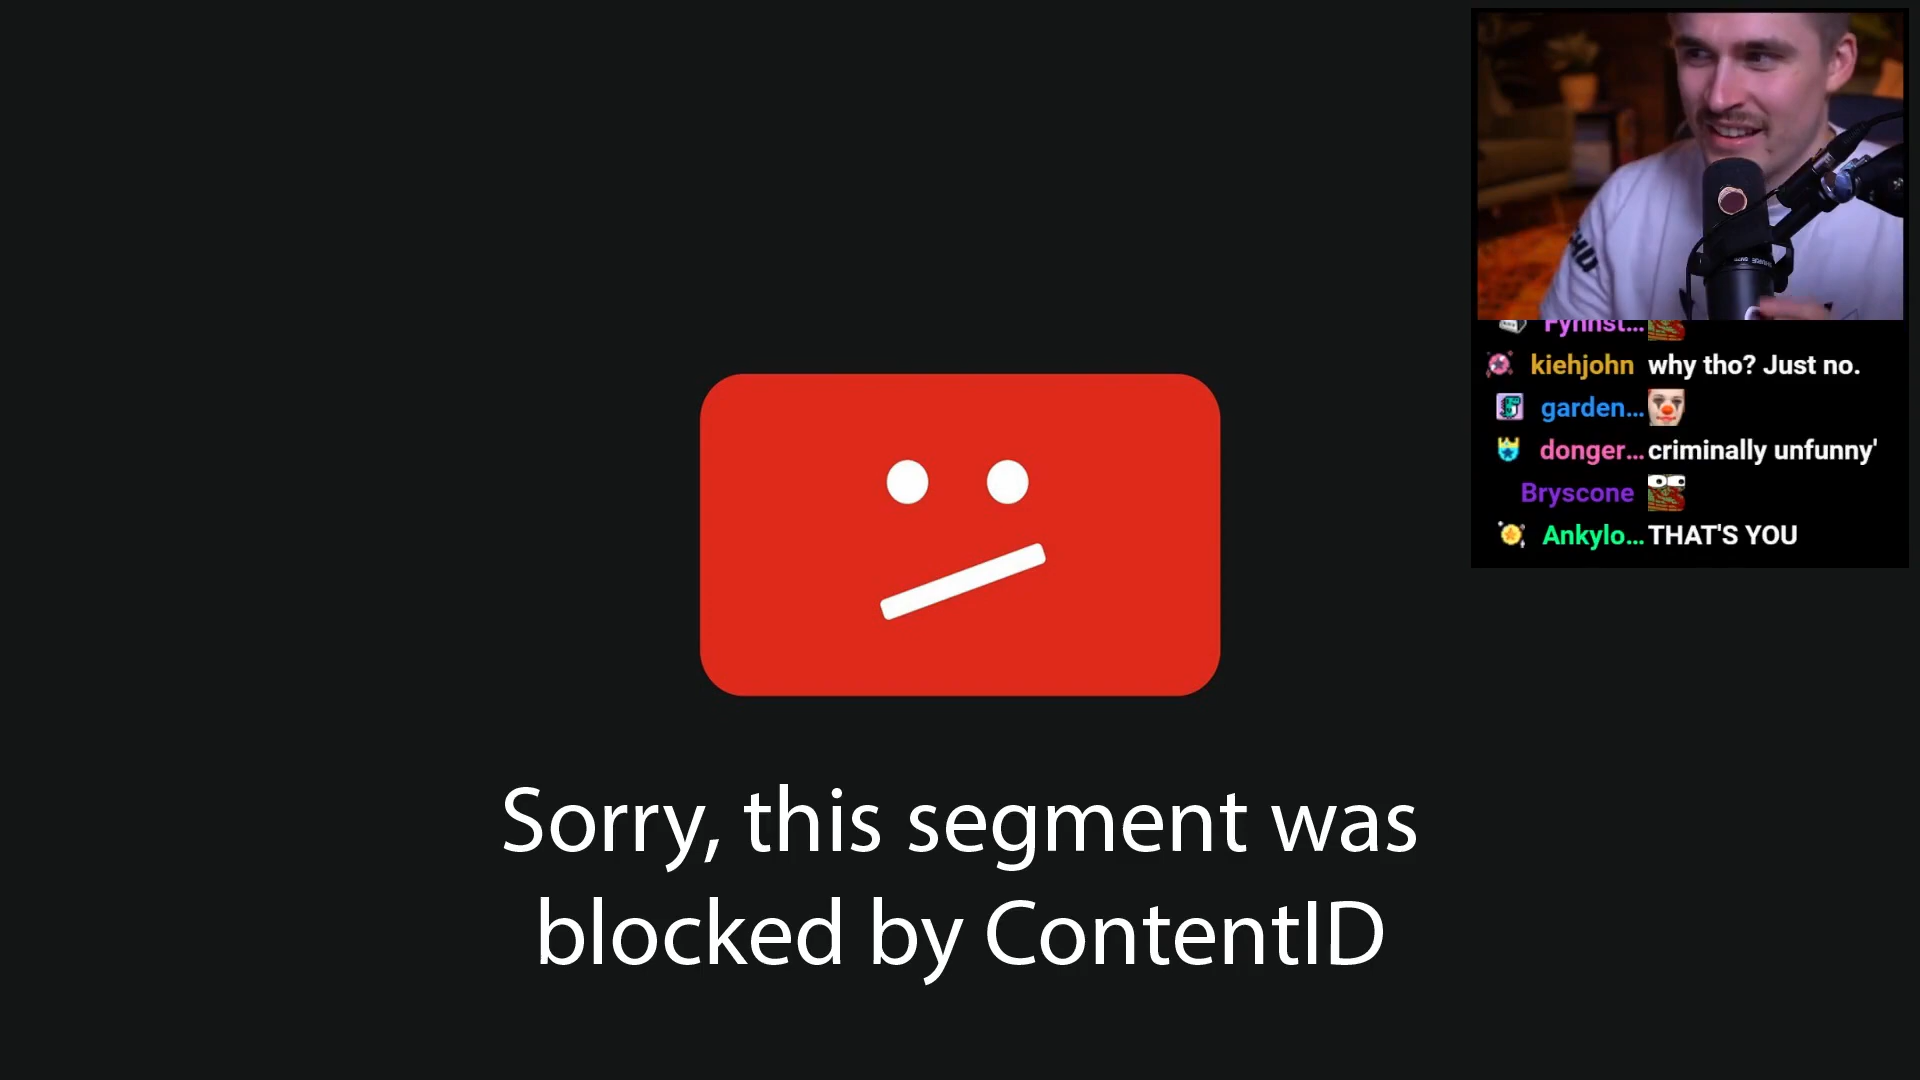 Fynnst...
kiehjohn why tho? Just no.
garden...
donger... criminally unfunny'
Bryscone
Ankylo... THAT'S YOU
Sorry, this segment was
blocked by ContentID